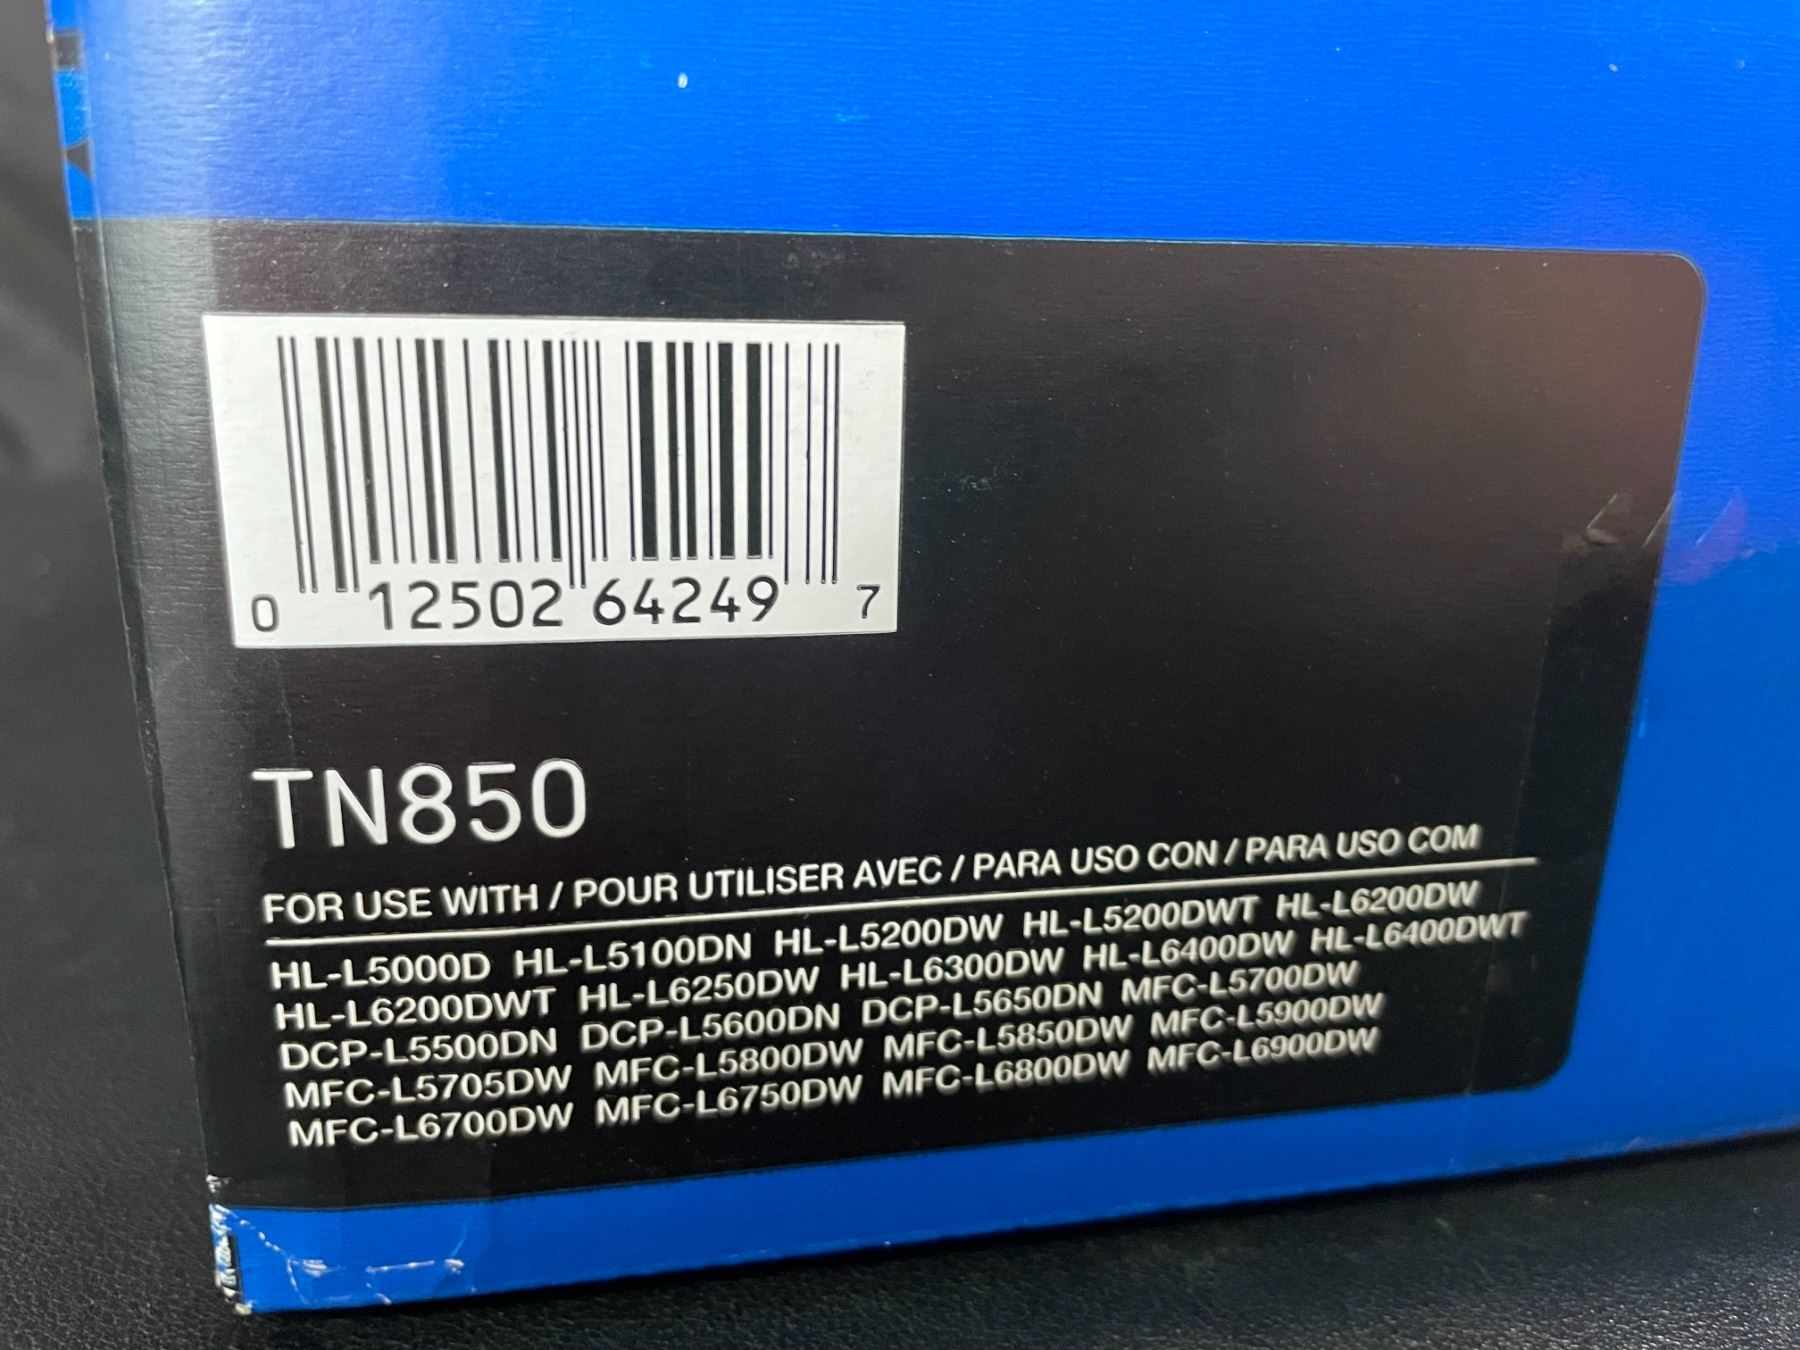 0 12502 64249 7
TN850
FOR USE WITH / POUR UTILISER AVEC / PARA USO CON / PARA USO COM
HL-L5000D HL-L5100DN HL-L5200DW HL-L5200DWT HL-L6200DW
HL-L6200DWT HL-L6250DW HL-L6300DW HL-L6400DW HL-L6400DWT
DCP-L5500DN DCP-L5600DN DCP-L5650DN MFC-L5700DW
MFC-L5705DW MFC-L5800DW MFC-L5850DW MFC-L5900DW
MFC-L6700DW MFC-L6750DW MFC-L6800DW MFC-L6900DW